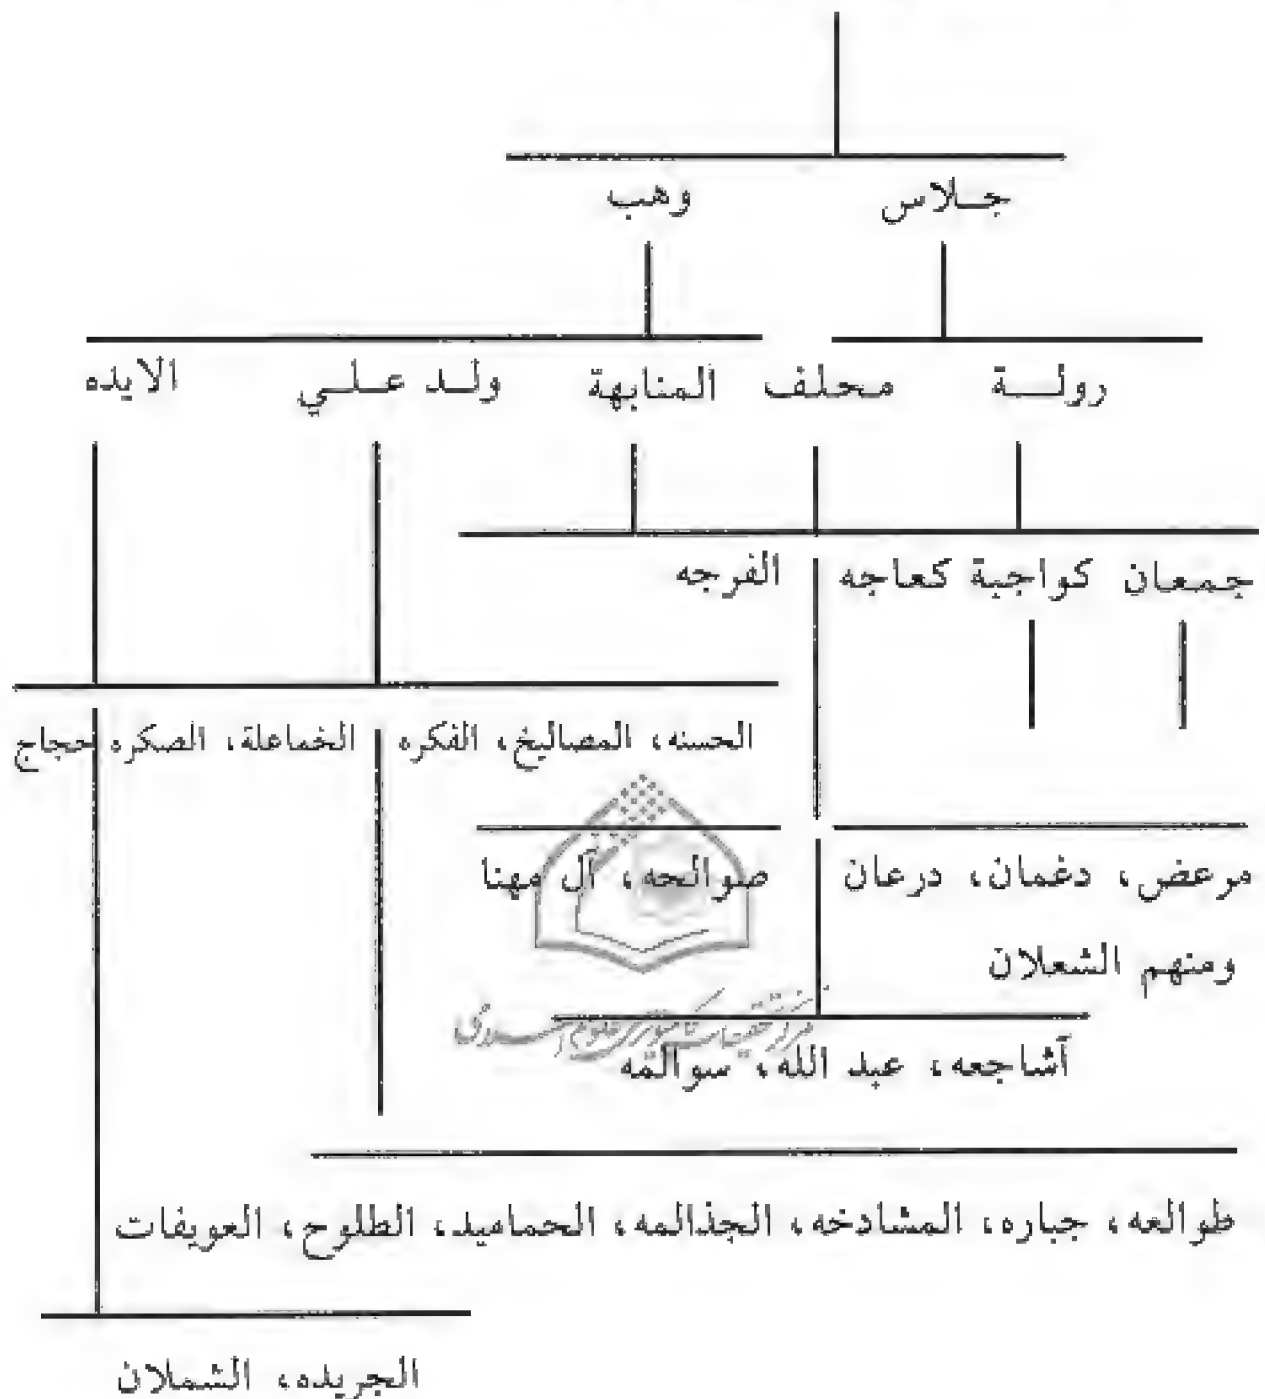 جلاس وهب
رولة محلف المنابهة ولد علي الايده
جمعان كواجبة كعاجه الفرجه
الحسنه، المصاليخ، الفكره الخماعلة، الصكره حجاج
مرعض، دغمان، درعان صوالحه، آل مهنا
ومنهم الشعلان
آشاجعه، عبد الله، سوالمه
طوالعه، جباره، المشادخه، الجذالمه، الحماميد، الطلوح، العويفات
الجريده، الشملان